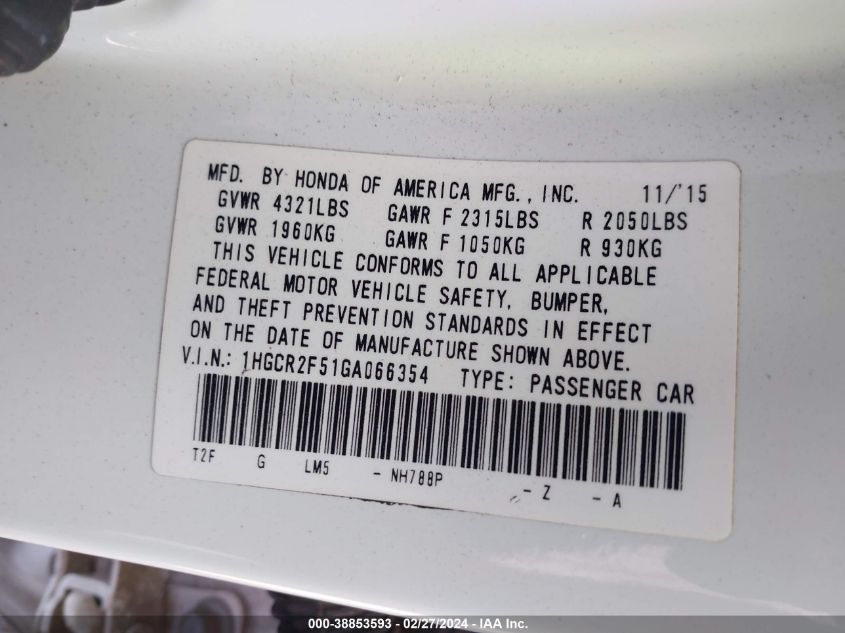 MFD. BY HONDA OF AMERICA MFG., INC. 11/'15
GVWR 4321LBS GAWR F 2315LBS R 2050LBS
GVWR 1960KG GAWR F 1050KG R 930KG
THIS VEHICLE CONFORMS TO ALL APPLICABLE
FEDERAL MOTOR VEHICLE SAFETY, BUMPER,
AND THEFT PREVENTION STANDARDS IN EFFECT
ON THE DATE OF MANUFACTURE SHOWN ABOVE.
V.I.N.: 1HGCR2F51GA066354 TYPE: PASSENGER CAR
T2F G LM5 - NH788P - Z - A
000-38853593 - 02/27/2024 - IAA Inc.